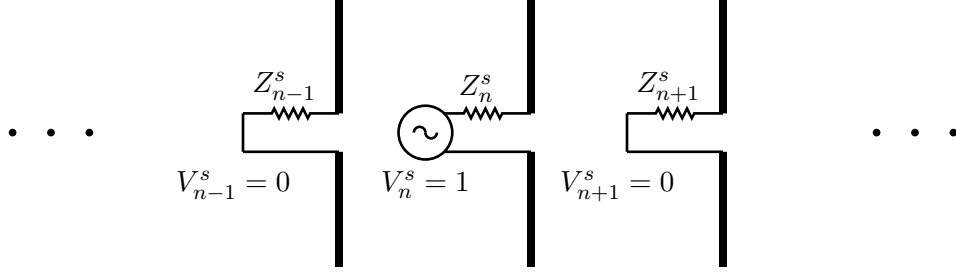 · · ·
Z^s_{n−1} Z^s_n Z^s_{n+1}
V^s_{n−1} = 0 V^s_n = 1 V^s_{n+1} = 0